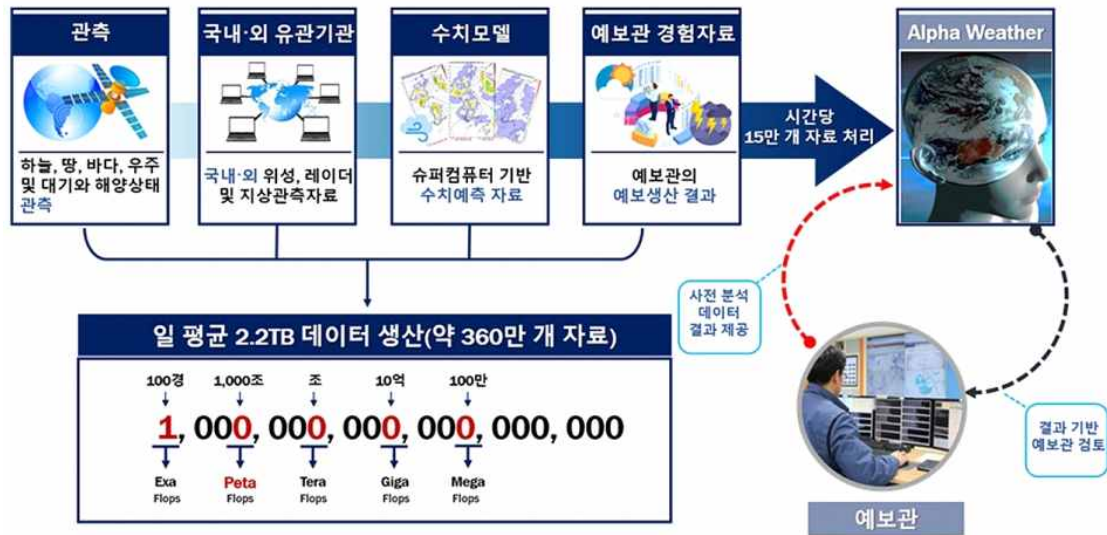 관측
하늘, 땅, 바다, 우주
및 대기와 해양상태
관측
국내·외 유관기관
국내·외 위성, 레이더
및 지상관측자료
수치모델
슈퍼컴퓨터 기반
수치예측 자료
예보관 경험자료
예보관의
예보생산 결과
시간당
15만 개 자료 처리
Alpha Weather
사전 분석
데이터
결과 제공
결과 기반
예보관 검토
예보관
일 평균 2.2TB 데이터 생산(약 360만 개 자료)
100경 1,000조 조 10억 100만
1, 000, 000, 000, 000, 000, 000
Exa Peta Tera Giga Mega
Flops Flops Flops Flops Flops